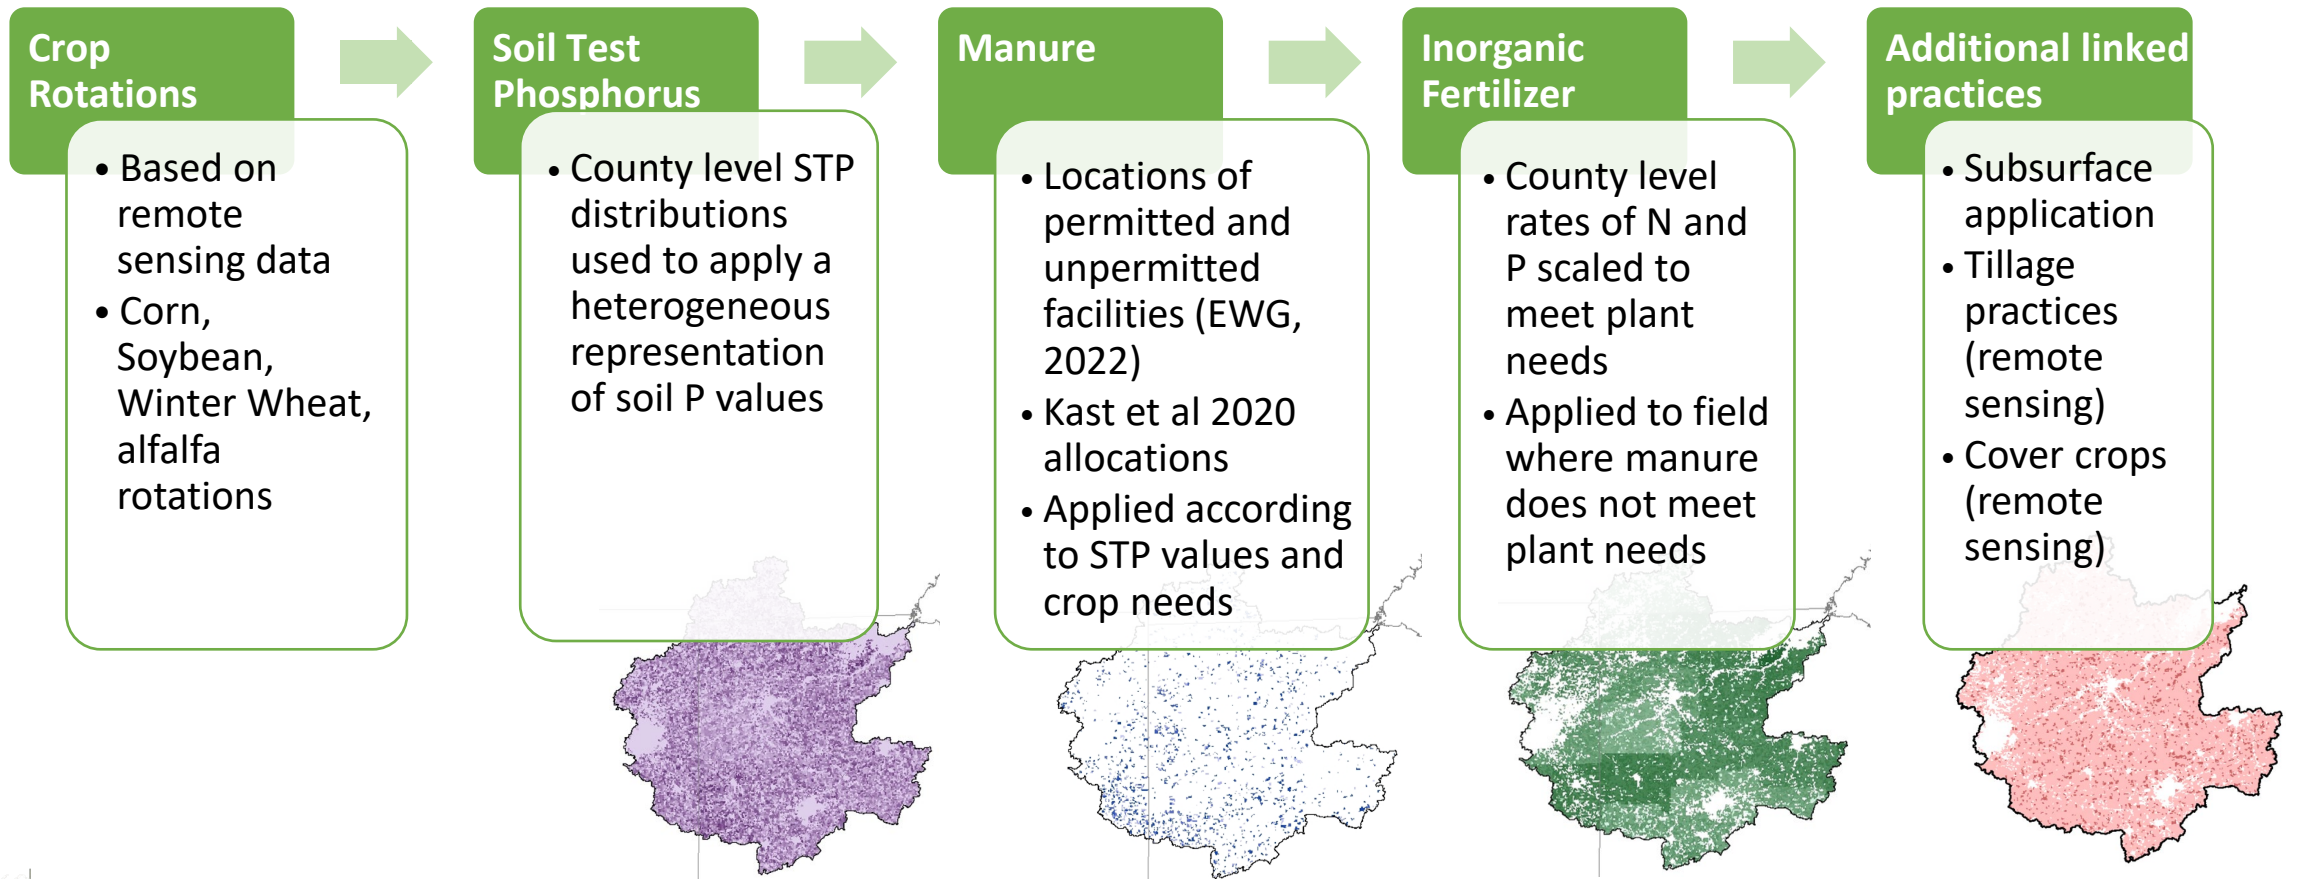 Crop
Rotations
• Based on
remote
sensing data
• Corn,
Soybean,
Winter Wheat,
alfalfa
rotations
Soil Test
Phosphorus
• County level STP
distributions
used to apply a
heterogeneous
representation
of soil P values
Manure
• Locations of
permitted and
unpermitted
facilities (EWG,
2022)
• Kast et al 2020
allocations
• Applied according
to STP values and
crop needs
Inorganic
Fertilizer
• County level
rates of N and
P scaled to
meet plant
needs
• Applied to field
where manure
does not meet
plant needs
Additional linked
practices
• Subsurface
application
• Tillage
practices
(remote
sensing)
• Cover crops
(remote
sensing)